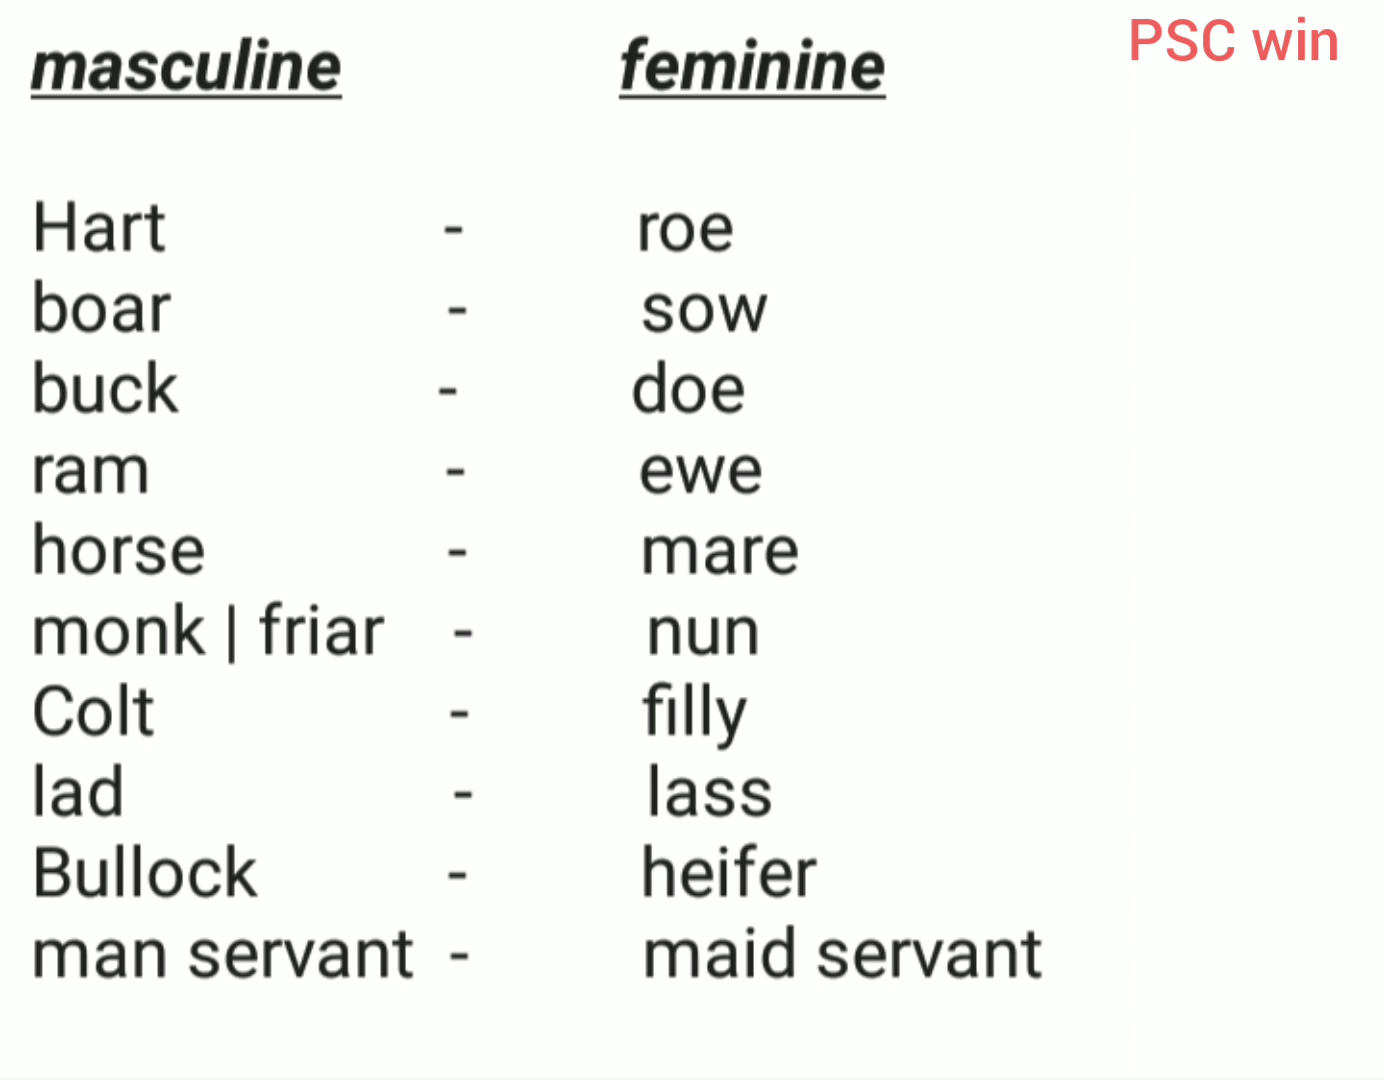 masculine feminine PSC win
Hart - roe
boar - sow
buck - doe
ram - ewe
horse - mare
monk | friar - nun
Colt - filly
lad - lass
Bullock - heifer
man servant - maid servant